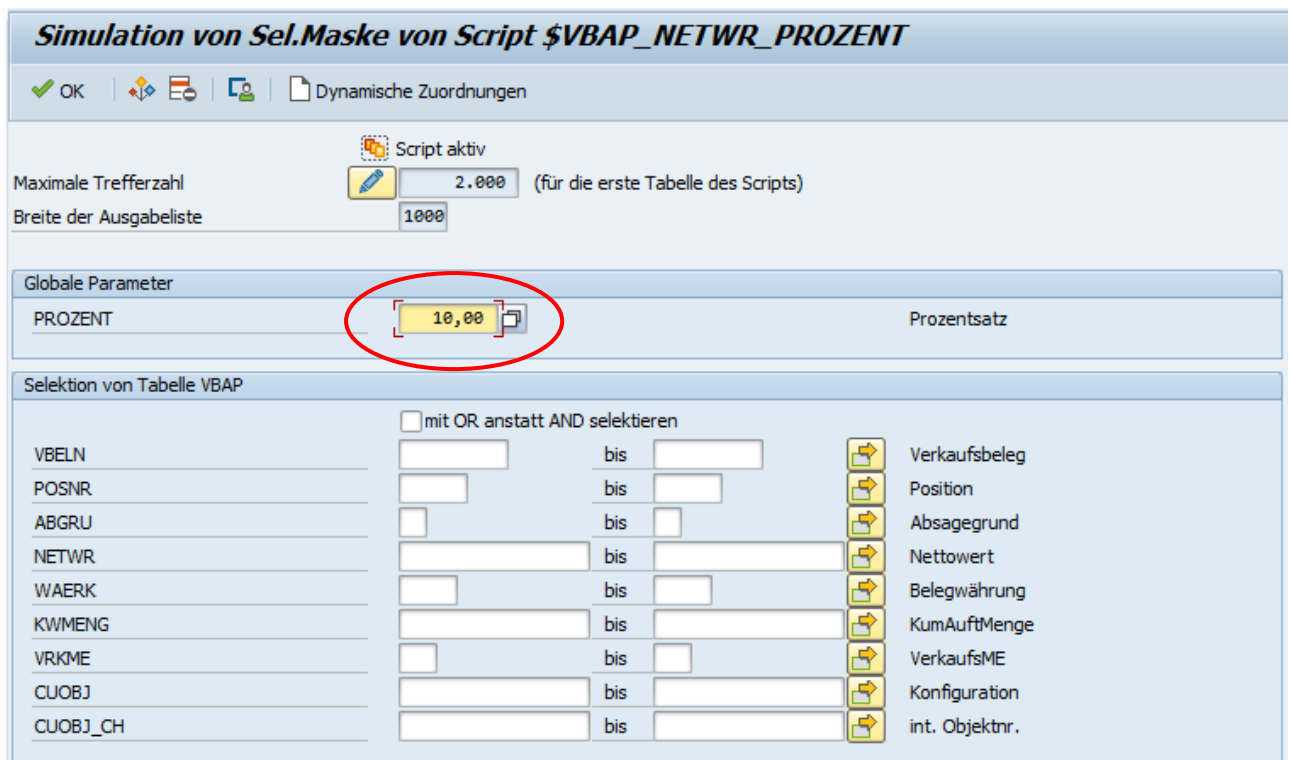 Simulation von Sel.Maske von Script $VBAP_NETWR_PROZENT
OK Dynamische Zuordnungen
Script aktiv
Maximale Trefferzahl 2.000 (für die erste Tabelle des Scripts)
Breite der Ausgabeliste 1000
Globale Parameter
PROZENT 10,00 Prozentsatz
Selektion von Tabelle VBAP
mit OR anstatt AND selektieren
VBELN bis Verkaufsbeleg
POSNR bis Position
ABGRU bis Absagegrund
NETWR bis Nettowert
WAERK bis Belegwährung
KWMENG bis KumAuftMenge
VRKME bis VerkaufsME
CUOBJ bis Konfiguration
CUOBJ_CH bis int. Objektnr.